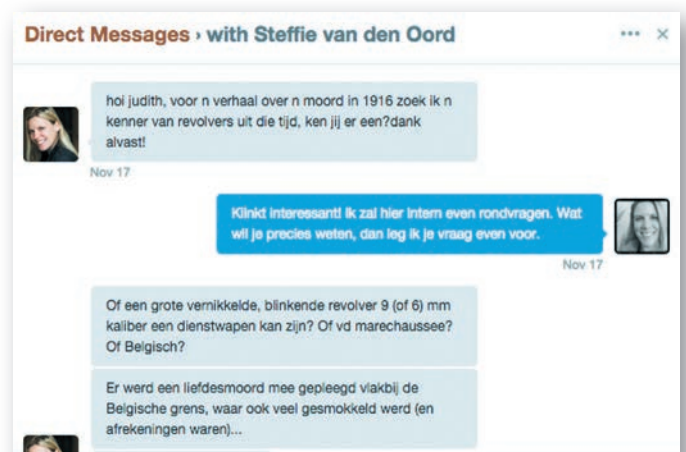 Direct Messages › with Steffie van den Oord
hoi judith, voor n verhaal over n moord in 1916 zoek ik n
kenner van revolvers uit die tijd, ken jij er een?dank
alvast!
Nov 17
Klinkt interessant! Ik zal hier intern even rondvragen. Wat
wil je precies weten, dan leg ik je vraag even voor.
Nov 17
Of een grote vernikkelde, blinkende revolver 9 (of 6) mm
kaliber een dienstwapen kan zijn? Of vd marechaussee?
Of Belgisch?
Er werd een liefdesmoord mee gepleegd vlakbij de
Belgische grens, waar ook veel gesmokkeld werd (en
afrekeningen waren)...